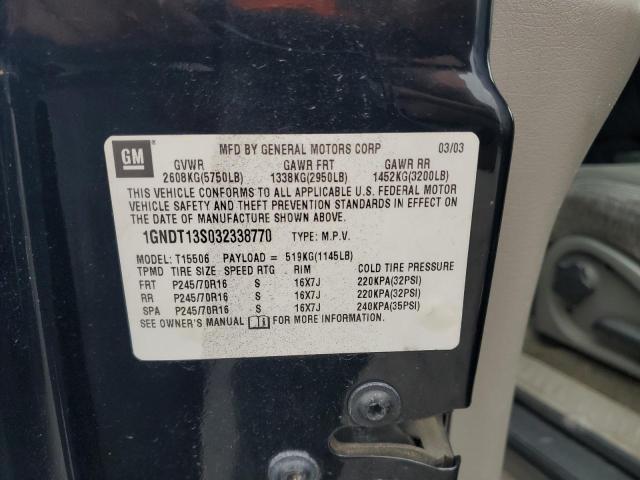 GM MFD BY GENERAL MOTORS CORP 03/03
GVWR GAWR FRT GAWR RR
2608KG(5750LB) 1338KG(2950LB) 1452KG(3200LB)
THIS VEHICLE CONFORMS TO ALL APPLICABLE U.S. FEDERAL MOTOR
VEHICLE SAFETY AND THEFT PREVENTION STANDARDS IN EFFECT ON
THE DATE OF MANUFACTURE SHOWN ABOVE.
1GNDT13S032338770 TYPE: M.P.V.
MODEL: T15506 PAYLOAD = 519KG(1145LB)
TPMD TIRE SIZE SPEED RTG RIM COLD TIRE PRESSURE
FRT P245/70R16 S 16X7J 220KPA(32PSI)
RR P245/70R16 S 16X7J 220KPA(32PSI)
SPA P245/70R16 S 16X7J 240KPA(35PSI)
SEE OWNER'S MANUAL FOR MORE INFORMATION.